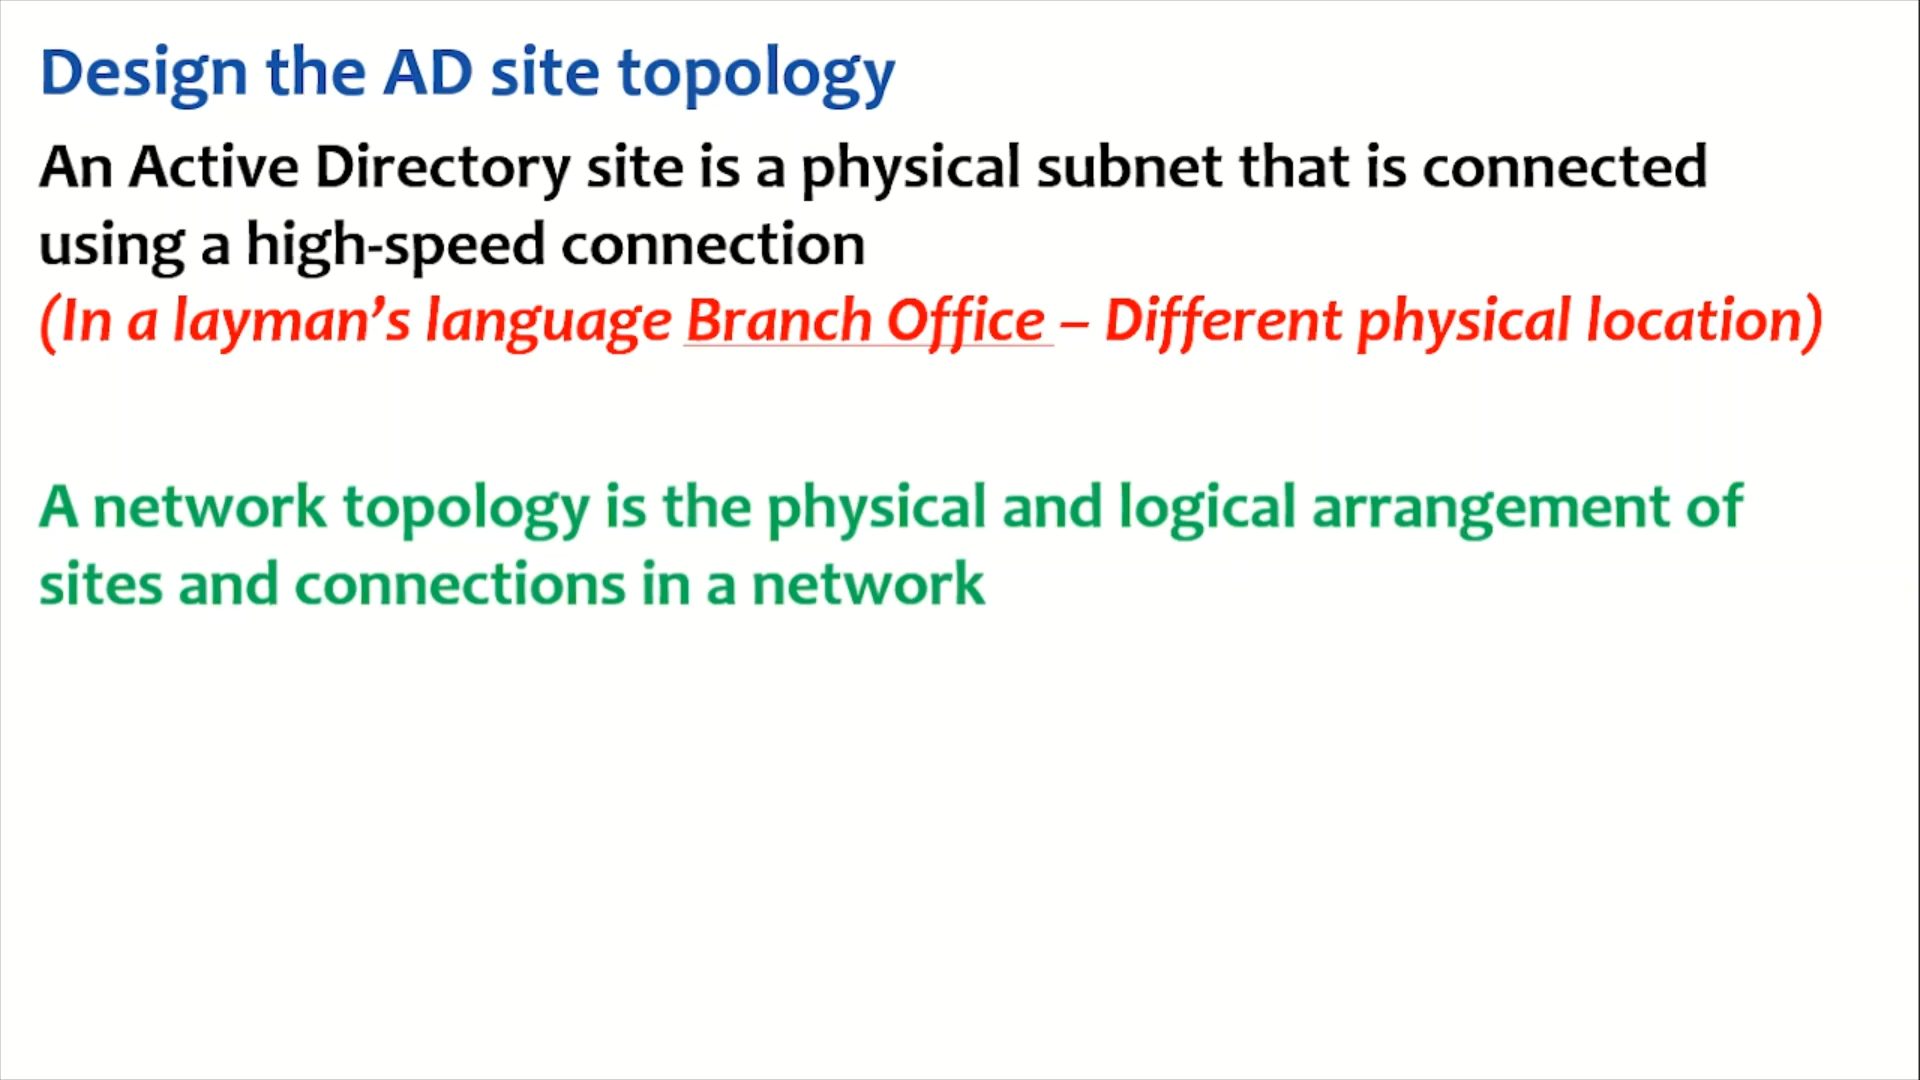 Design the AD site topology
An Active Directory site is a physical subnet that is connected
using a high-speed connection
(In a layman’s language Branch Office – Different physical location)
A network topology is the physical and logical arrangement of
sites and connections in a network